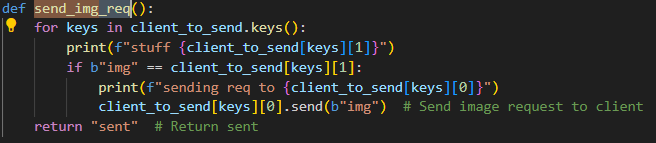 def send_img_req():
    for keys in client_to_send.keys():
        print(f"stuff {client_to_send[keys][1]}")
        if b"img" == client_to_send[keys][1]:
            print(f"sending req to {client_to_send[keys][0]}")
            client_to_send[keys][0].send(b"img")  # Send image request to client
    return "sent"  # Return sent